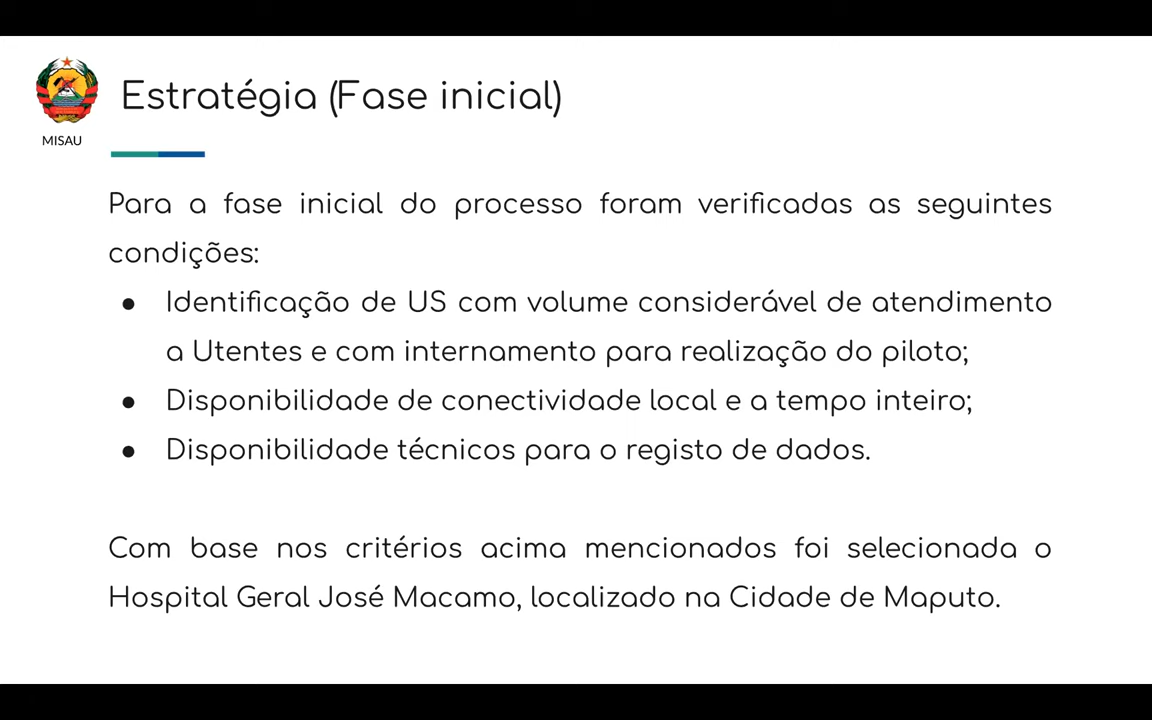 Estratégia (Fase inicial)
MISAU
Para a fase inicial do processo foram verificadas as seguintes
condições:
● Identificação de US com volume considerável de atendimento
a Utentes e com internamento para realização do piloto;
● Disponibilidade de conectividade local e a tempo inteiro;
● Disponibilidade técnicos para o registo de dados.
Com base nos critérios acima mencionados foi selecionada o
Hospital Geral José Macamo, localizado na Cidade de Maputo.